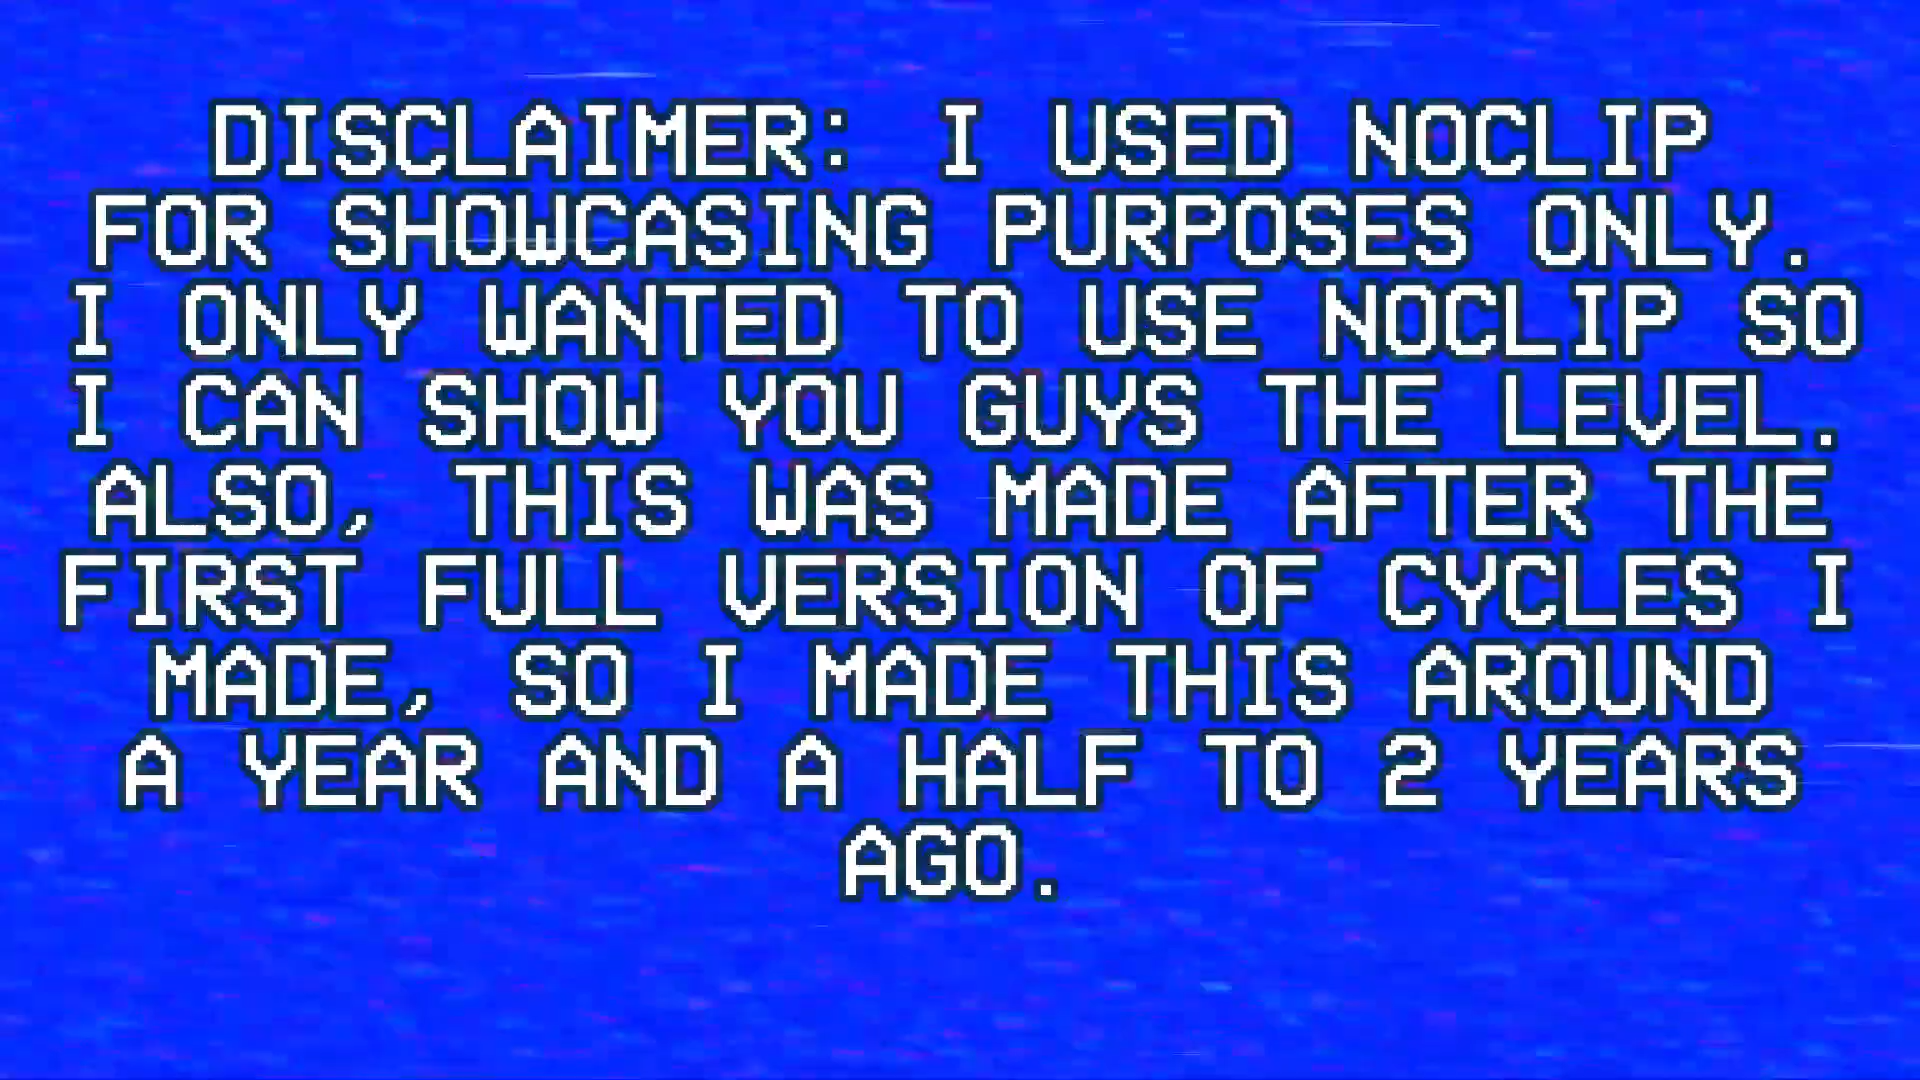 DISCLAIMER: I USED NOCLIP
FOR SHOWCASING PURPOSES ONLY.
I ONLY WANTED TO USE NOCLIP SO
I CAN SHOW YOU GUYS THE LEVEL.
ALSO, THIS WAS MADE AFTER THE
FIRST FULL VERSION OF CYCLES I
MADE, SO I MADE THIS AROUND
A YEAR AND A HALF TO 2 YEARS
AGO.